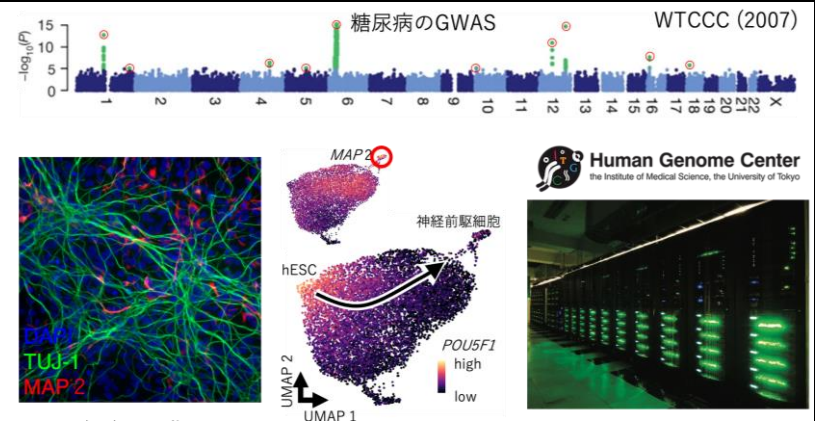 糖尿病のGWAS
WTCCC (2007)
-log₁₀(P)
15
10
5
0
1
2
3
4
5
6
7
8
9
10
11
12
13
14
15
16
17
18
19
20
21
22
X
DAPI
TUJ-1
MAP 2
MAP 2
神経前駆細胞
hESC
POU5F1
high
low
UMAP 2
UMAP 1
Human Genome Center
the Institute of Medical Science, the University of Tokyo